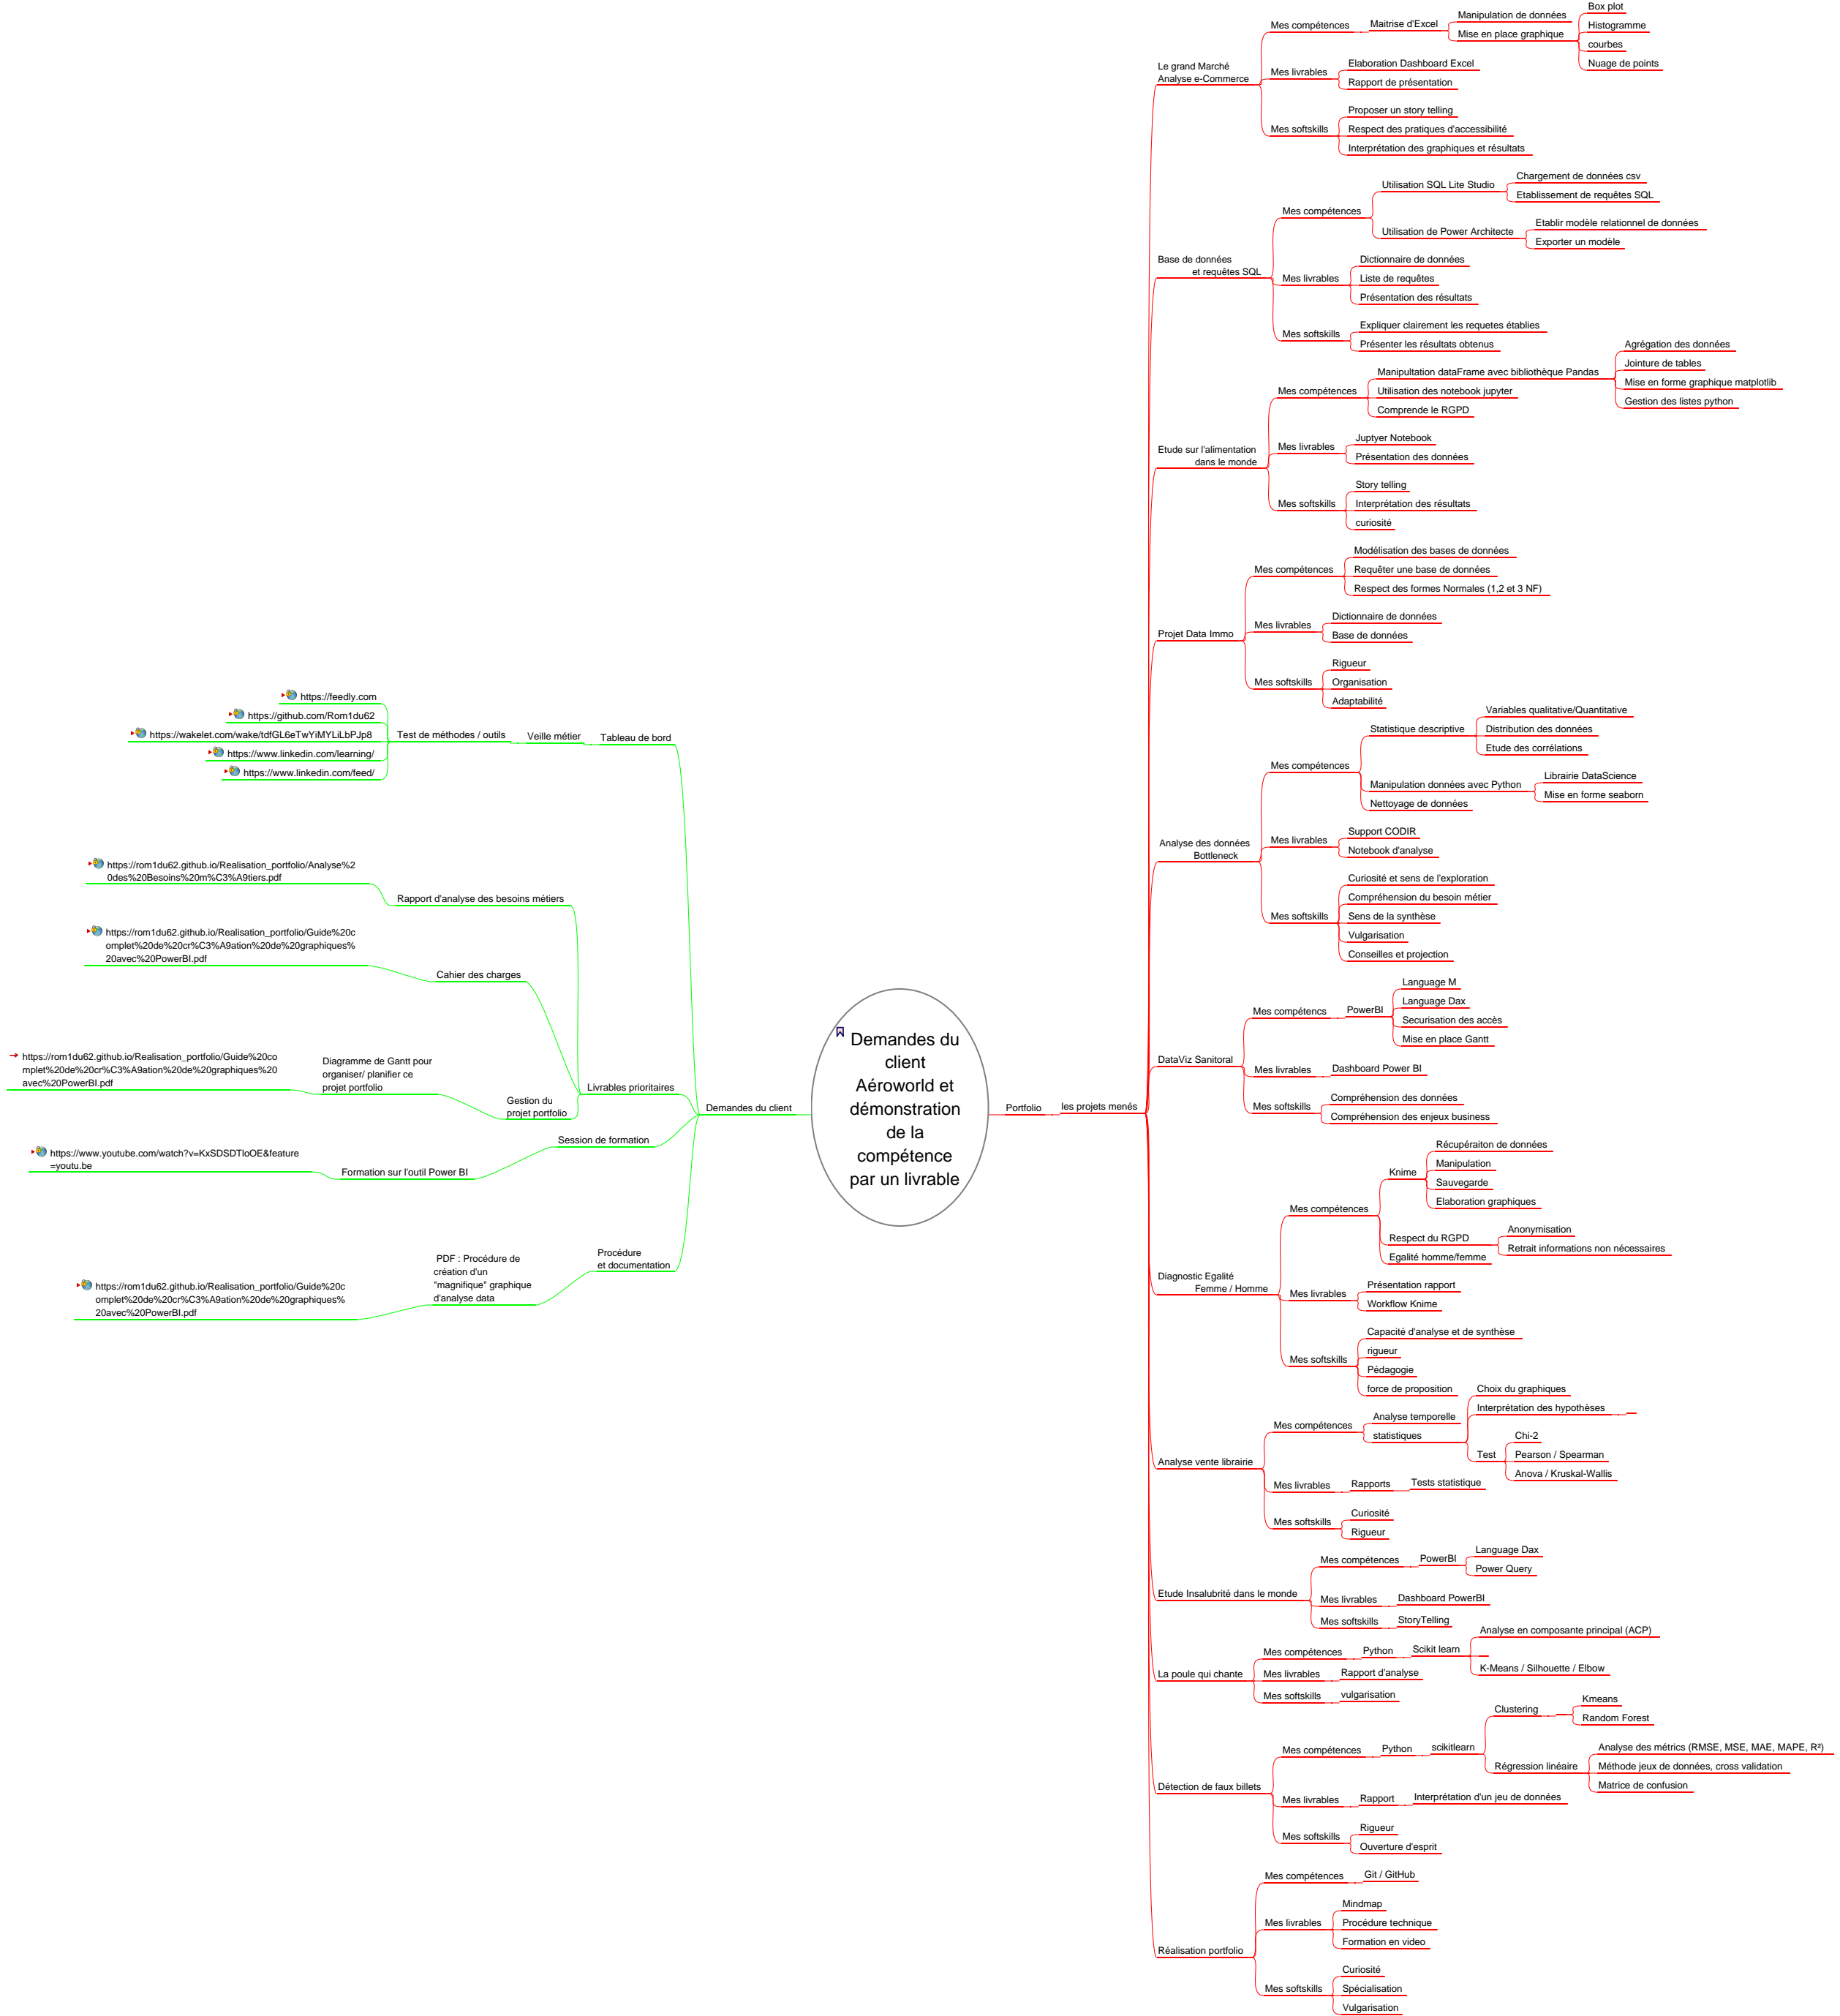 Demandes du
client
Aéroworld et
démonstration
de la
compétence
par un livrable
Portfolio
les projets menés
Le grand Marché
Analyse e-Commerce
Mes compétences
Maitrise d'Excel
Manipulation de données
Mise en place graphique
Box plot
Histogramme
courbes
Nuage de points
Mes livrables
Elaboration Dashboard Excel
Rapport de présentation
Mes softskills
Proposer un story telling
Respect des pratiques d'accessibilité
Interprétation des graphiques et résultats
Base de données
et requêtes SQL
Mes compétences
Utilisation SQL Lite Studio
Chargement de données csv
Etablissement de requêtes SQL
Utilisation de Power Architecte
Etablir modèle relationnel de données
Exporter un modèle
Mes livrables
Dictionnaire de données
Liste de requêtes
Présentation des résultats
Mes softskills
Expliquer clairement les requetes établies
Présenter les résultats obtenus
Etude sur l'alimentation
dans le monde
Mes compétences
Manipultation dataFrame avec bibliothèque Pandas
Agrégation des données
Jointure de tables
Mise en forme graphique matplotlib
Gestion des listes python
Utilisation des notebook jupyter
Comprende le RGPD
Mes livrables
Juptyer Notebook
Présentation des données
Mes softskills
Story telling
Interprétation des résultats
curiosité
Projet Data Immo
Mes compétences
Modélisation des bases de données
Requêter une base de données
Respect des formes Normales (1,2 et 3 NF)
Mes livrables
Dictionnaire de données
Base de données
Mes softskills
Rigueur
Organisation
Adaptabilité
Analyse des données
Bottleneck
Mes compétences
Statistique descriptive
Variables qualitative/Quantitative
Distribution des données
Etude des corrélations
Manipulation données avec Python
Librairie DataScience
Mise en forme seaborn
Nettoyage de données
Mes livrables
Support CODIR
Notebook d'analyse
Mes softskills
Curiosité et sens de l'exploration
Compréhension du besoin métier
Sens de la synthèse
Vulgarisation
Conseilles et projection
DataViz Sanitoral
Mes compétencs
PowerBI
Language M
Language Dax
Securisation des accès
Mise en place Gantt
Mes livrables
Dashboard Power BI
Mes softskills
Compréhension des données
Compréhension des enjeux business
Diagnostic Egalité
Femme / Homme
Mes compétences
Knime
Récupéraiton de données
Manipulation
Sauvegarde
Elaboration graphiques
Respect du RGPD
Anonymisation
Retrait informations non nécessaires
Egalité homme/femme
Mes livrables
Présentation rapport
Workflow Knime
Mes softskills
Capacité d'analyse et de synthèse
rigueur
Pédagogie
force de proposition
Analyse vente librairie
Mes compétences
Analyse temporelle
statistiques
Choix du graphiques
Interprétation des hypothèses
Test
Chi-2
Pearson / Spearman
Anova / Kruskal-Wallis
Mes livrables
Rapports
Tests statistique
Mes softskills
Curiosité
Rigueur
Etude Insalubrité dans le monde
Mes compétences
PowerBI
Language Dax
Power Query
Mes livrables
Dashboard PowerBI
Mes softskills
StoryTelling
La poule qui chante
Mes compétences
Python
Scikit learn
Analyse en composante principal (ACP)
K-Means / Silhouette / Elbow
Mes livrables
Rapport d'analyse
Mes softskills
vulgarisation
Détection de faux billets
Mes compétences
Python
scikitlearn
Clustering
Kmeans
Random Forest
Régression linéaire
Analyse des métrics (RMSE, MSE, MAE, MAPE, R²)
Méthode jeux de données, cross validation
Matrice de confusion
Mes livrables
Rapport
Interprétation d'un jeu de données
Mes softskills
Rigueur
Ouverture d'esprit
Réalisation portfolio
Mes compétences
Git / GitHub
Mes livrables
Mindmap
Procédure technique
Formation en video
Mes softskills
Curiosité
Spécialisation
Vulgarisation
Demandes du client
Tableau de bord
Veille métier
Test de méthodes / outils
https://feedly.com
https://github.com/Rom1du62
https://wakelet.com/wake/tdfGL6eTwYiMYLiLbPJp8
https://www.linkedin.com/learning/
https://www.linkedin.com/feed/
Livrables prioritaires
Rapport d'analyse des besoins métiers
https://rom1du62.github.io/Realisation_portfolio/Analyse%2
0des%20Besoins%20m%C3%A9tiers.pdf
Cahier des charges
https://rom1du62.github.io/Realisation_portfolio/Guide%20c
omplet%20de%20cr%C3%A9ation%20de%20graphiques%
20avec%20PowerBI.pdf
Gestion du
projet portfolio
Diagramme de Gantt pour
organiser/ planifier ce
projet portfolio
https://rom1du62.github.io/Realisation_portfolio/Guide%20co
mplet%20de%20cr%C3%A9ation%20de%20graphiques%20
avec%20PowerBI.pdf
Session de formation
Formation sur l'outil Power BI
https://www.youtube.com/watch?v=KxSDSDTIoOE&feature
=youtu.be
Procédure
et documentation
PDF : Procédure de
création d'un
"magnifique" graphique
d'analyse data
https://rom1du62.github.io/Realisation_portfolio/Guide%20c
omplet%20de%20cr%C3%A9ation%20de%20graphiques%
20avec%20PowerBI.pdf